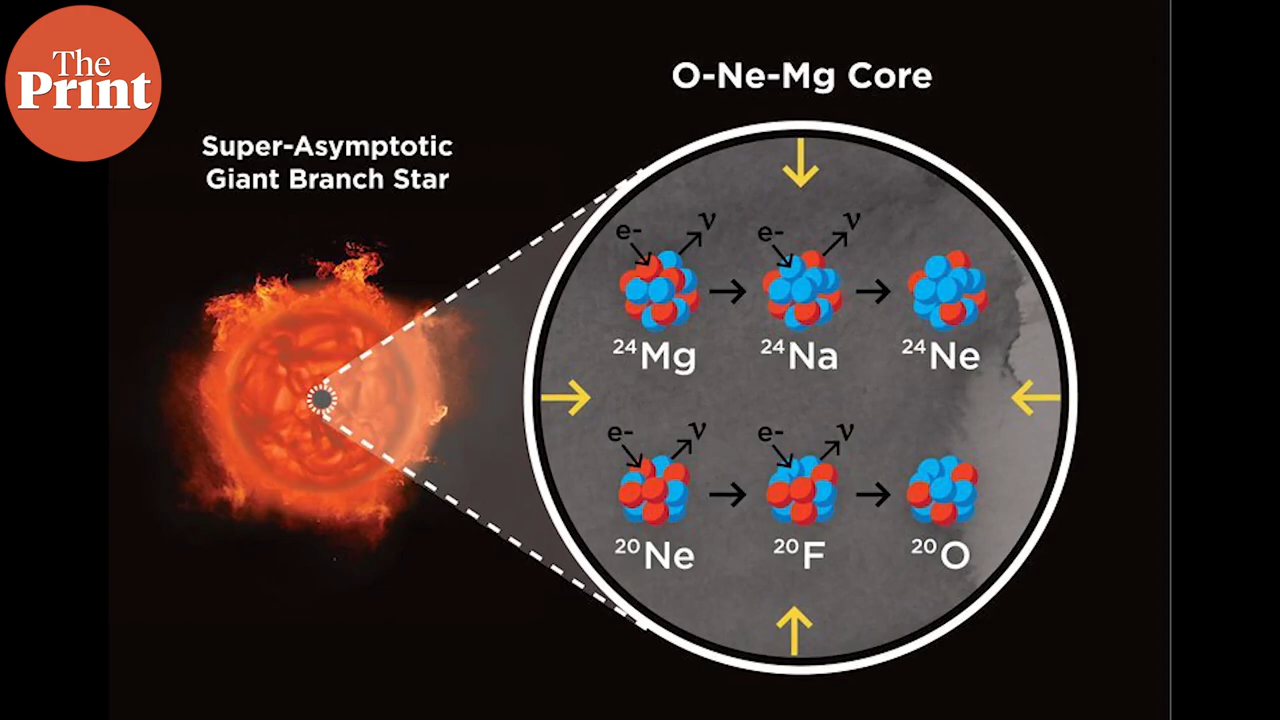 The
Print
Super-Asymptotic
Giant Branch Star
O-Ne-Mg Core
e- ν e- ν
²⁴Mg ²⁴Na ²⁴Ne
e- ν e- ν
²⁰Ne ²⁰F ²⁰O